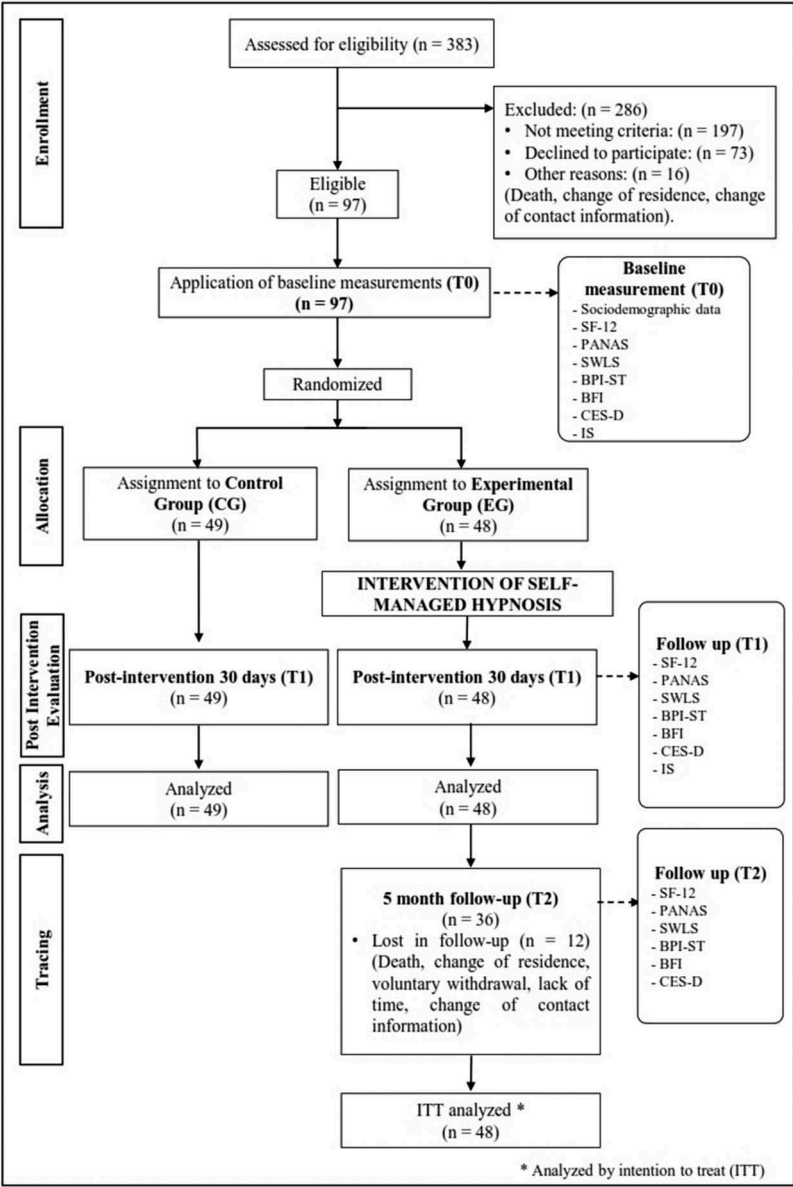 Enrollment
Assessed for eligibility (n = 383)
Excluded: (n = 286)
• Not meeting criteria: (n = 197)
• Declined to participate: (n = 73)
• Other reasons: (n = 16)
(Death, change of residence, change
of contact information).
Eligible
(n = 97)
Application of baseline measurements (T0)
(n = 97)
Baseline
measurement (T0)
- Sociodemographic data
- SF-12
- PANAS
- SWLS
- BPI-ST
- BFI
- CES-D
- IS
Randomized
Allocation
Assignment to Control
Group (CG)
(n = 49)
Assignment to Experimental
Group (EG)
(n = 48)
INTERVENTION OF SELF-
MANAGED HYPNOSIS
Post Intervention
Evaluation
Post-intervention 30 days (T1)
(n = 49)
Post-intervention 30 days (T1)
(n = 48)
Follow up (T1)
- SF-12
- PANAS
- SWLS
- BPI-ST
- BFI
- CES-D
- IS
Analysis
Analyzed
(n = 49)
Analyzed
(n = 48)
Tracing
5 month follow-up (T2)
(n = 36)
• Lost in follow-up (n = 12)
(Death, change of residence,
voluntary withdrawal, lack of
time, change of contact
information)
Follow up (T2)
- SF-12
- PANAS
- SWLS
- BPI-ST
- BFI
- CES-D
ITT analyzed *
(n = 48)
* Analyzed by intention to treat (ITT)